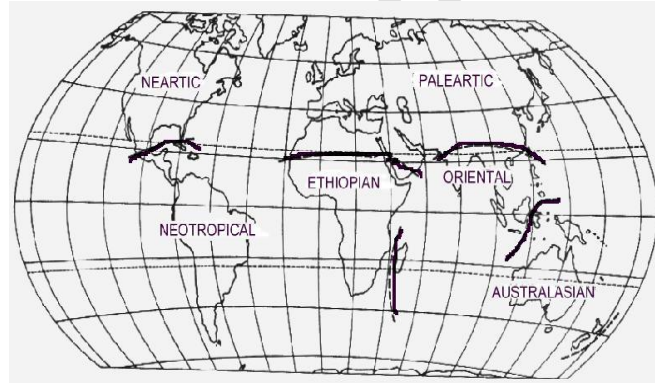 NEARTIC
PALEARTIC
ETHIOPIAN
ORIENTAL
NEOTROPICAL
AUSTRALASIAN